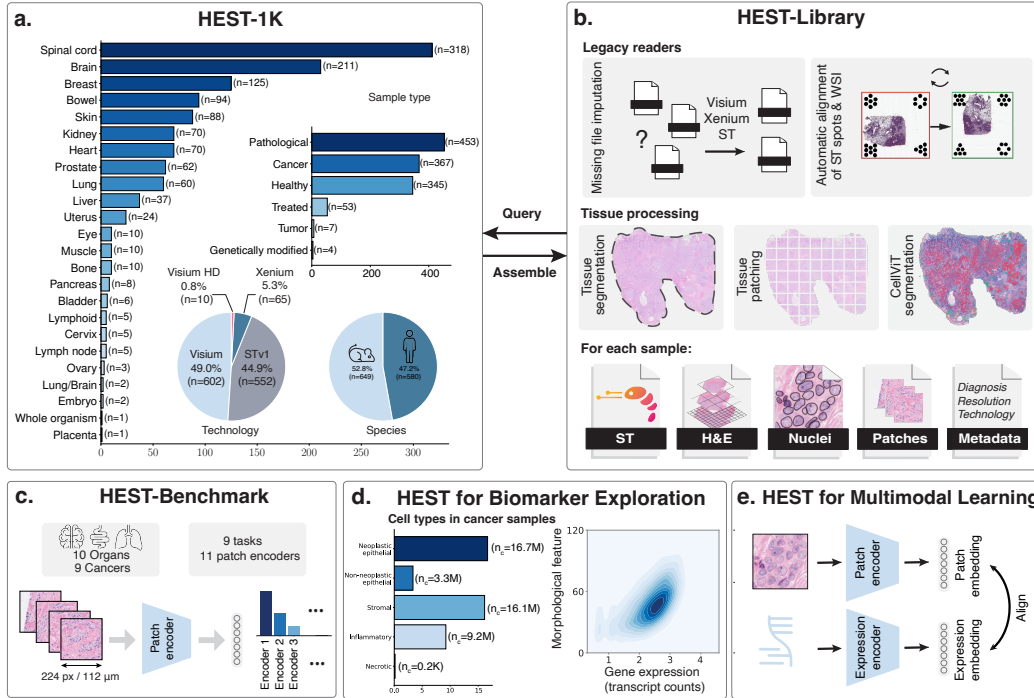 a.
HEST-1K
Spinal cord
(n=318)
Brain
(n=211)
Breast
(n=125)
Bowel
(n=94)
Skin
(n=88)
Kidney
(n=70)
Heart
(n=70)
Prostate
(n=62)
Lung
(n=60)
Liver
(n=37)
Uterus
(n=24)
Eye
(n=10)
Muscle
(n=10)
Bone
(n=10)
Pancreas
(n=8)
Bladder
(n=6)
Lymphoid
(n=5)
Cervix
(n=5)
Lymph node
(n=5)
Ovary
(n=3)
Lung/Brain
(n=2)
Embryo
(n=2)
Whole organism
(n=1)
Placenta
(n=1)
0 50 100 150 200 250 300
Sample type
Pathological
(n=453)
Cancer
(n=367)
Healthy
(n=345)
Treated
(n=53)
Tumor
(n=7)
Genetically modified
(n=4)
0 200 400
Visium HD
0.8%
(n=10)
Xenium
5.3%
(n=65)
Visium
49.0%
(n=602)
STv1
44.9%
(n=552)
Technology
52.8%
(n=649)
47.2%
(n=580)
Species
Query
Assemble
b.
HEST-Library
Legacy readers
Missing file imputation
?
Visium
Xenium
ST
Automatic alignment
of ST spots & WSI
Tissue processing
Tissue
segmentation
Tissue
patching
CellViT
segmentation
For each sample:
ST
H&E
Nuclei
Patches
Diagnosis
Resolution
Technology
Metadata
c.
HEST-Benchmark
10 Organs
9 Cancers
9 tasks
11 patch encoders
224 px / 112 μm
Patch
encoder
Encoder 1
Encoder 2
Encoder 3
d.
HEST for Biomarker Exploration
Cell types in cancer samples
Neoplastic
epithelial
(nc=16.7M)
Non-neoplastic
epithelial
(nc=3.3M)
Stromal
(nc=16.1M)
Inflammatory
(nc=9.2M)
Necrotic
(nc=0.2K)
0.0 5 10 15
Morphological feature
120
60
0
1 2 3 4
Gene expression
(transcript counts)
e.
HEST for Multimodal Learning
Patch
encoder
Patch
embedding
Expression
encoder
Expression
embedding
Align